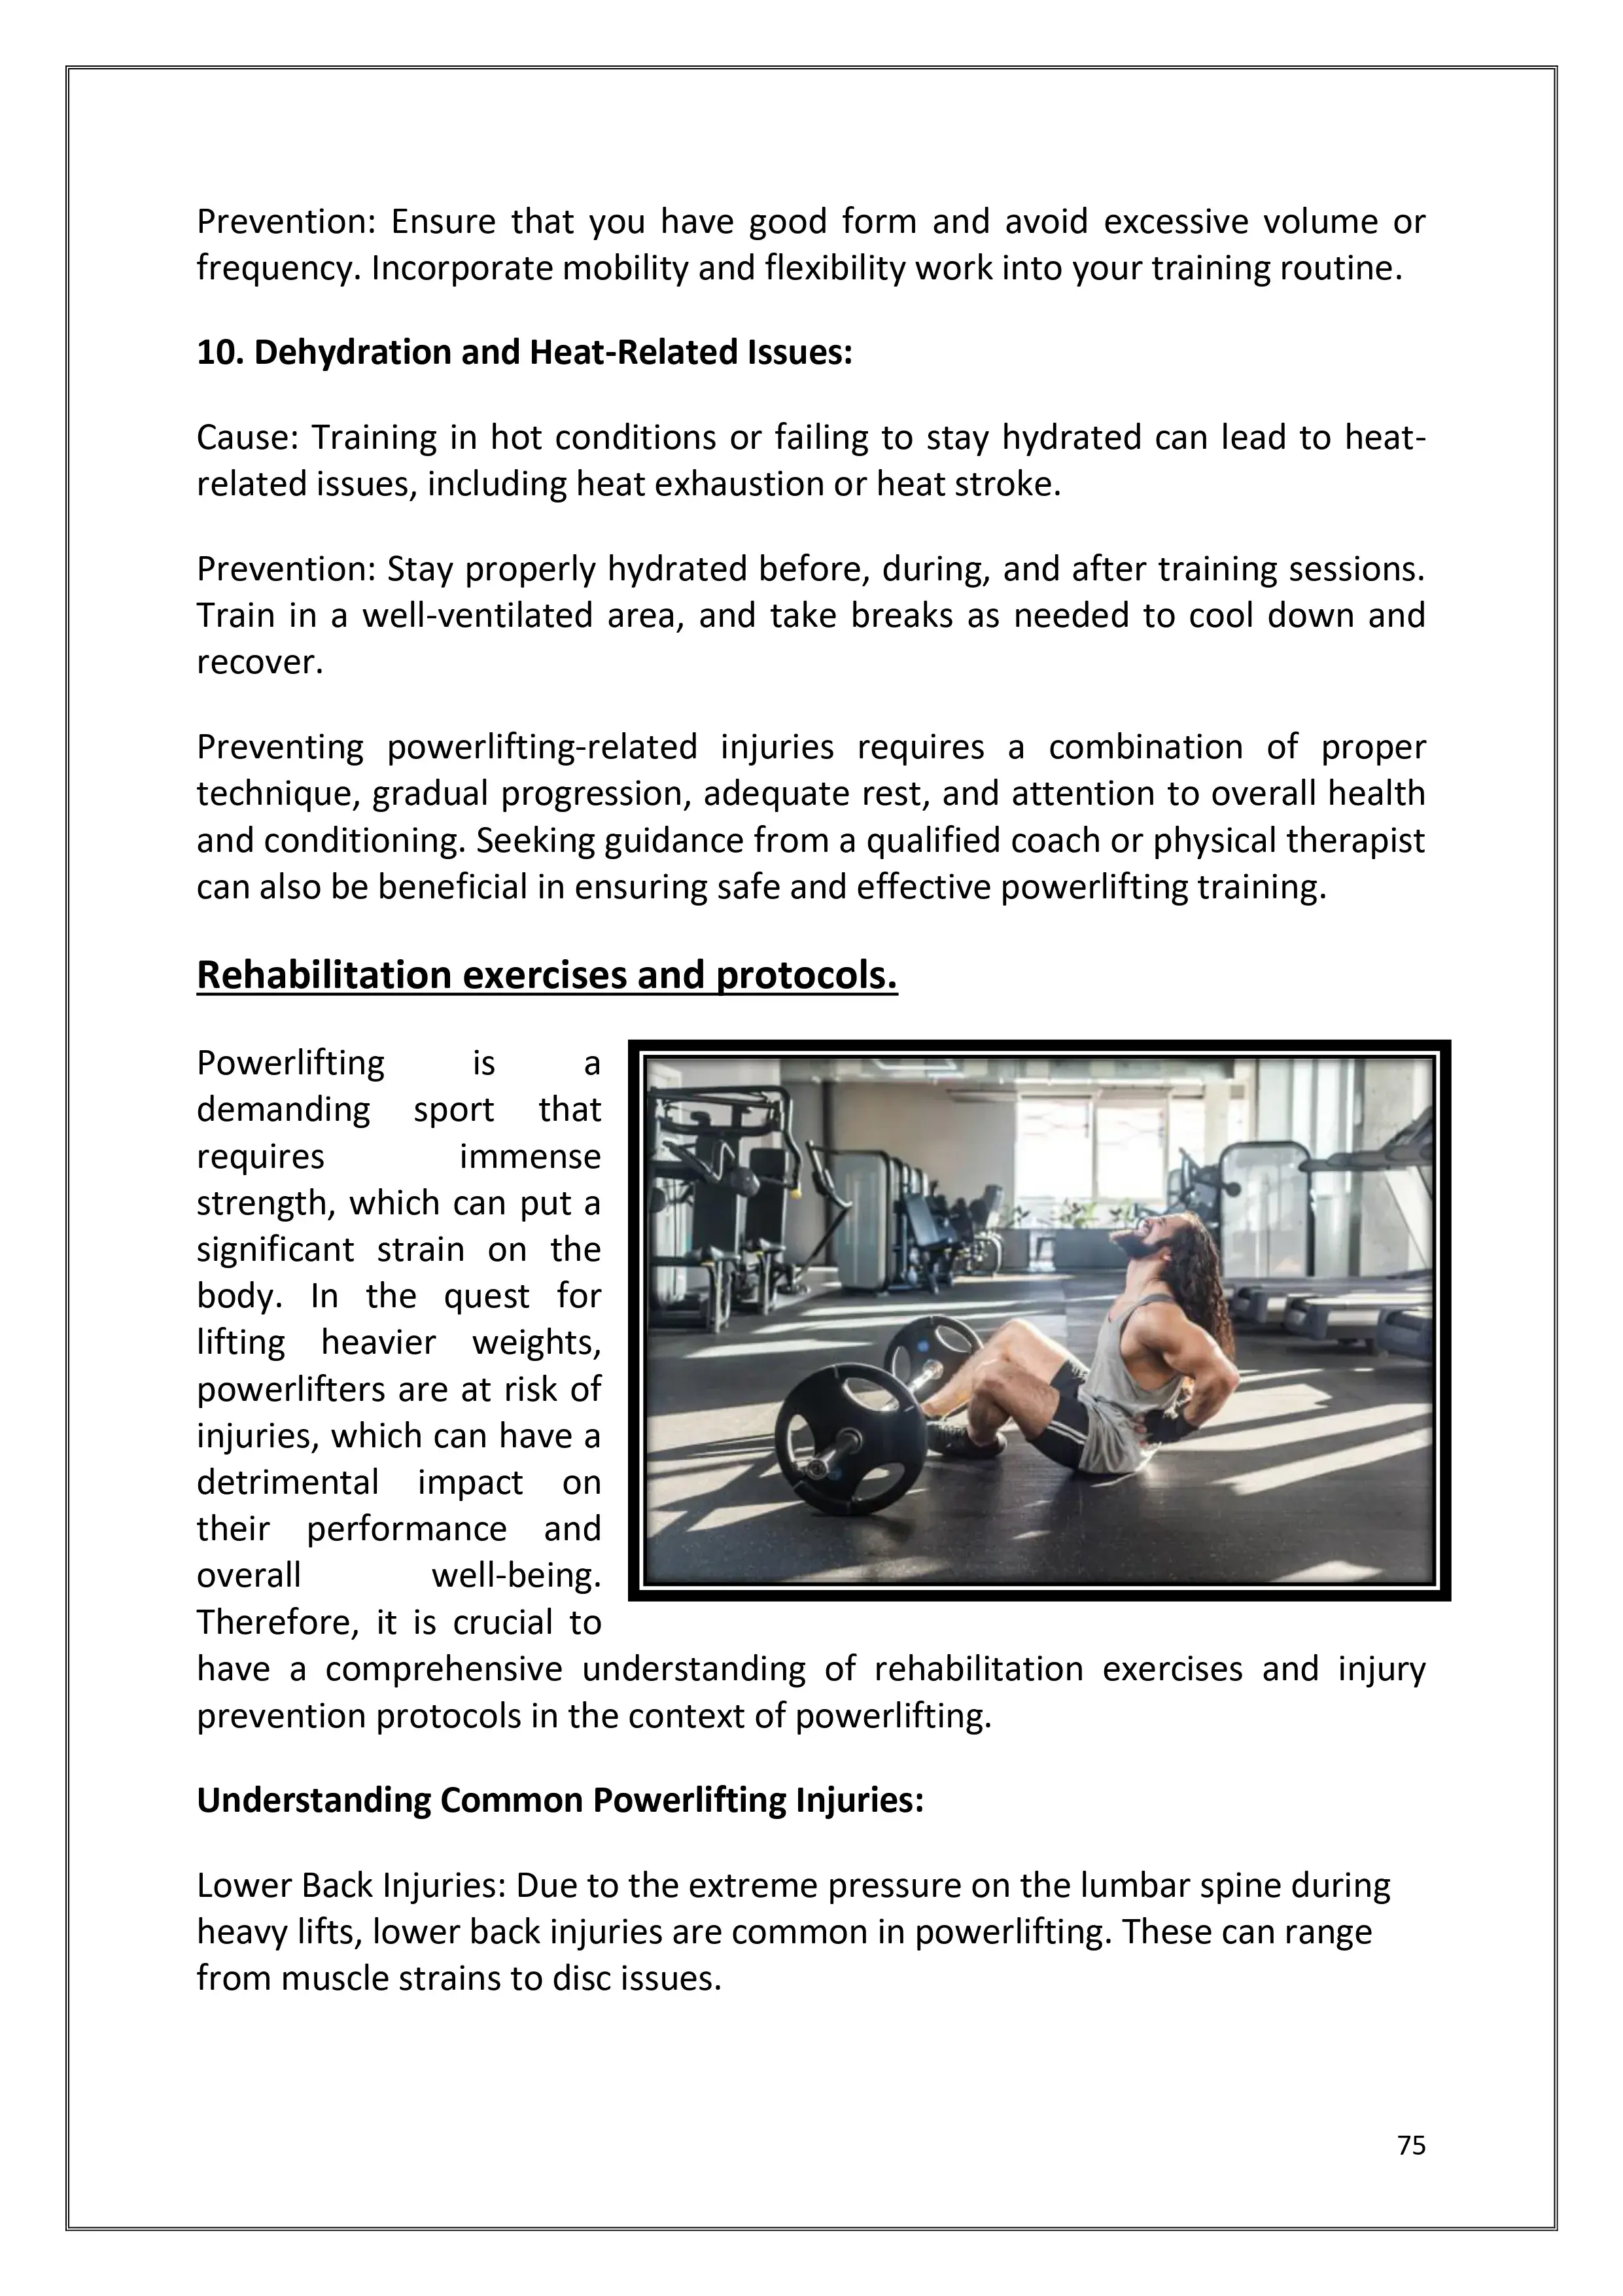 Prevention: Ensure that you have good form and avoid excessive volume or
frequency. Incorporate mobility and flexibility work into your training routine.
10. Dehydration and Heat-Related Issues:
Cause: Training in hot conditions or failing to stay hydrated can lead to heat-
related issues, including heat exhaustion or heat stroke.
Prevention: Stay properly hydrated before, during, and after training sessions.
Train in a well-ventilated area, and take breaks as needed to cool down and
recover.
Preventing powerlifting-related injuries requires a combination of proper
technique, gradual progression, adequate rest, and attention to overall health
and conditioning. Seeking guidance from a qualified coach or physical therapist
can also be beneficial in ensuring safe and effective powerlifting training.
Rehabilitation exercises and protocols.
Powerlifting is a
demanding sport that
requires immense
strength, which can put a
significant strain on the
body. In the quest for
lifting heavier weights,
powerlifters are at risk of
injuries, which can have a
detrimental impact on
their performance and
overall well-being.
Therefore, it is crucial to
have a comprehensive understanding of rehabilitation exercises and injury
prevention protocols in the context of powerlifting.
Understanding Common Powerlifting Injuries:
Lower Back Injuries: Due to the extreme pressure on the lumbar spine during
heavy lifts, lower back injuries are common in powerlifting. These can range
from muscle strains to disc issues.
75